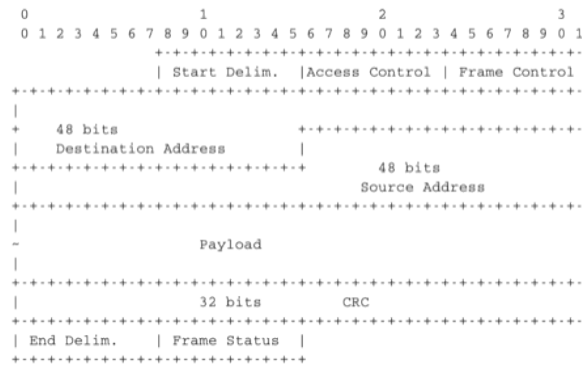 0 1 2 3
0 1 2 3 4 5 6 7 8 9 0 1 2 3 4 5 6 7 8 9 0 1 2 3 4 5 6 7 8 9 0 1
+-+-+-+-+-+-+-+-+-+-+-+-+-+-+-+-+-+-+-+-+-+-+-+-
| Start Delim. |Access Control | Frame Control
+-+-+-+-+-+-+-+-+-+-+-+-+-+-+-+-+-+-+-+-+-+-+-+-+-+-+-+-+-+-+-+-
|
+ 48 bits +-+-+-+-+-+-+-+-+-+-+-+-+-+-+-+-
| Destination Address |
+-+-+-+-+-+-+-+-+-+-+-+-+-+-+-+-+ 48 bits
| Source Address
+-+-+-+-+-+-+-+-+-+-+-+-+-+-+-+-+-+-+-+-+-+-+-+-+-+-+-+-+-+-+-+-
|
~ Payload
|
+-+-+-+-+-+-+-+-+-+-+-+-+-+-+-+-+-+-+-+-+-+-+-+-+-+-+-+-+-+-+-+-
| 32 bits CRC
+-+-+-+-+-+-+-+-+-+-+-+-+-+-+-+-+-+-+-+-+-+-+-+-+-+-+-+-+-+-+-+-
| End Delim. | Frame Status |
+-+-+-+-+-+-+-+-+-+-+-+-+-+-+-+-+